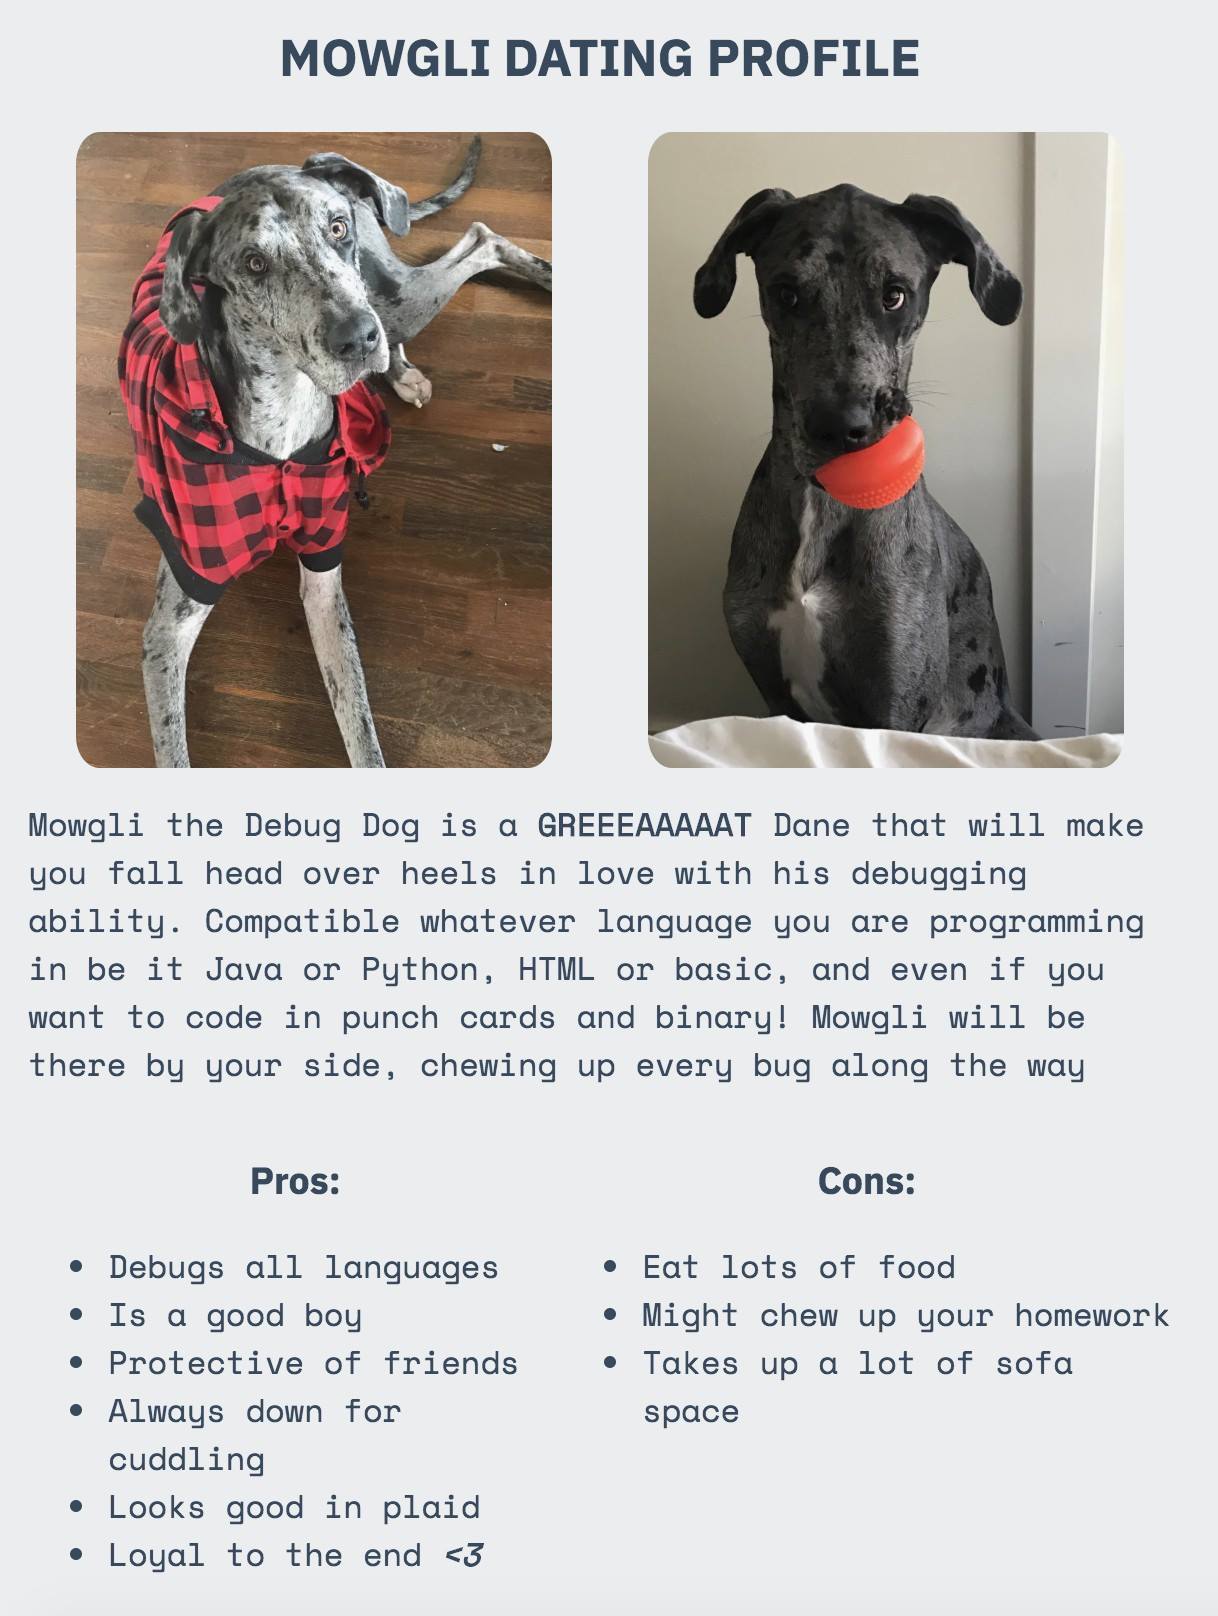 MOWGLI DATING PROFILE
Mowgli the Debug Dog is a GREEEAAAAAT Dane that will make
you fall head over heels in love with his debugging
ability. Compatible whatever language you are programming
in be it Java or Python, HTML or basic, and even if you
want to code in punch cards and binary! Mowgli will be
there by your side, chewing up every bug along the way
Pros:
• Debugs all languages
• Is a good boy
• Protective of friends
• Always down for
cuddling
• Looks good in plaid
• Loyal to the end <3
Cons:
• Eat lots of food
• Might chew up your homework
• Takes up a lot of sofa
space